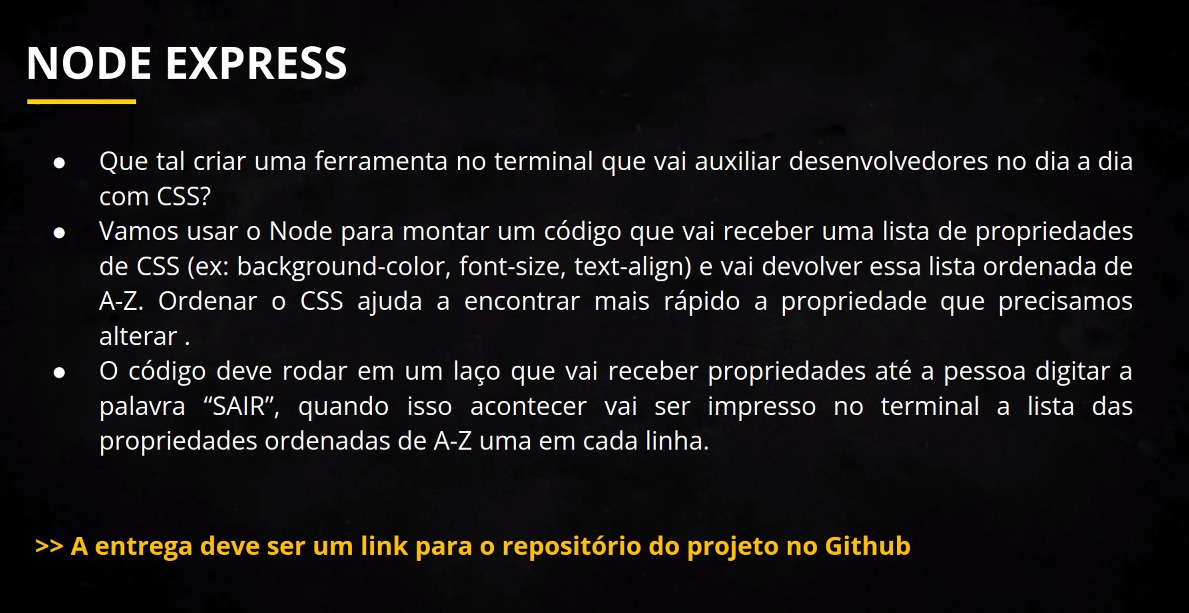 NODE EXPRESS
● Que tal criar uma ferramenta no terminal que vai auxiliar desenvolvedores no dia a dia
com CSS?
● Vamos usar o Node para montar um código que vai receber uma lista de propriedades
de CSS (ex: background-color, font-size, text-align) e vai devolver essa lista ordenada de
A-Z. Ordenar o CSS ajuda a encontrar mais rápido a propriedade que precisamos
alterar .
● O código deve rodar em um laço que vai receber propriedades até a pessoa digitar a
palavra “SAIR”, quando isso acontecer vai ser impresso no terminal a lista das
propriedades ordenadas de A-Z uma em cada linha.
>> A entrega deve ser um link para o repositório do projeto no Github